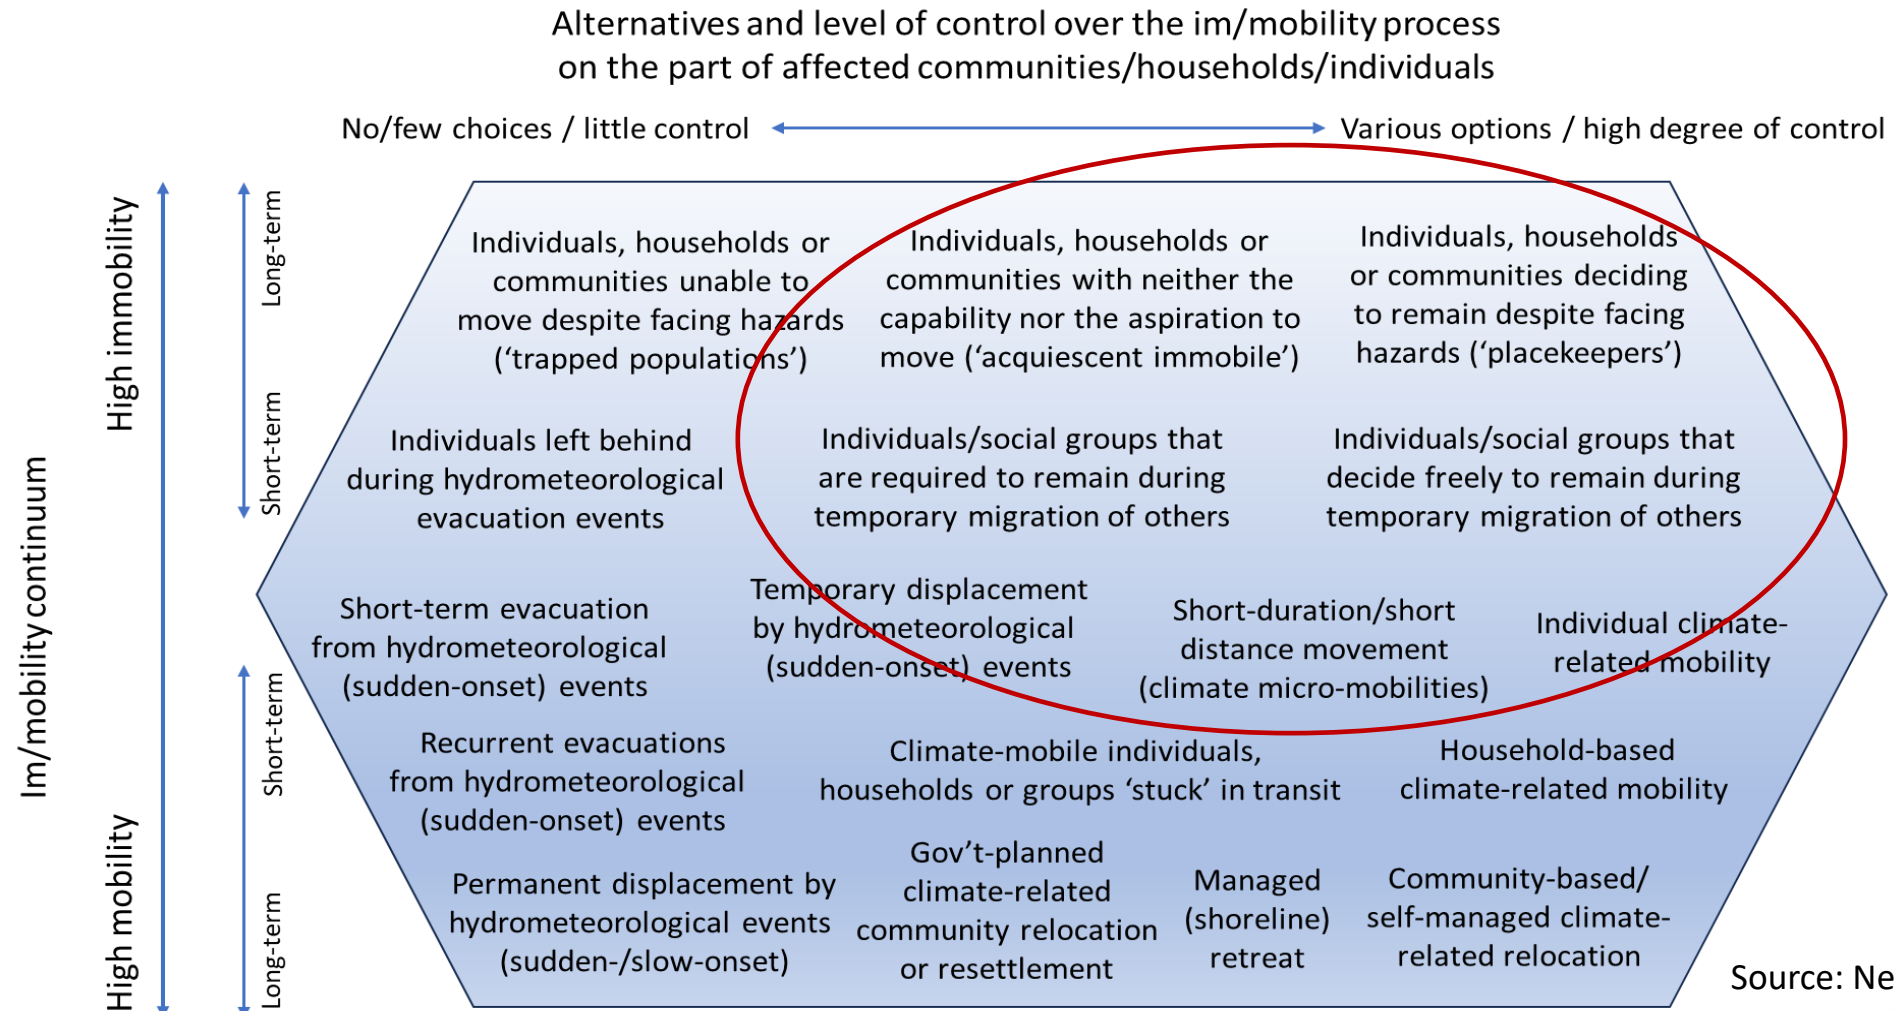 Alternatives and level of control over the im/mobility process
on the part of affected communities/households/individuals
No/few choices / little control
Various options / high degree of control
Im/mobility continuum
High immobility
High mobility
Long-term
Short-term
Short-term
Long-term
Individuals, households or
communities unable to
move despite facing hazards
(‘trapped populations’)
Individuals, households or
communities with neither the
capability nor the aspiration to
move (‘acquiescent immobile’)
Individuals, households
or communities deciding
to remain despite facing
hazards (‘placekeepers’)
Individuals left behind
during hydrometeorological
evacuation events
Individuals/social groups that
are required to remain during
temporary migration of others
Individuals/social groups that
decide freely to remain during
temporary migration of others
Short-term evacuation
from hydrometeorological
(sudden-onset) events
Temporary displacement
by hydrometeorological
(sudden-onset) events
Short-duration/short
distance movement
(climate micro-mobilities)
Individual climate-
related mobility
Recurrent evacuations
from hydrometeorological
(sudden-onset) events
Climate-mobile individuals,
households or groups ‘stuck’ in transit
Household-based
climate-related mobility
Permanent displacement by
hydrometeorological events
(sudden-/slow-onset)
Gov’t-planned
climate-related
community relocation
or resettlement
Managed
(shoreline)
retreat
Community-based/
self-managed climate-
related relocation
Source: Ne